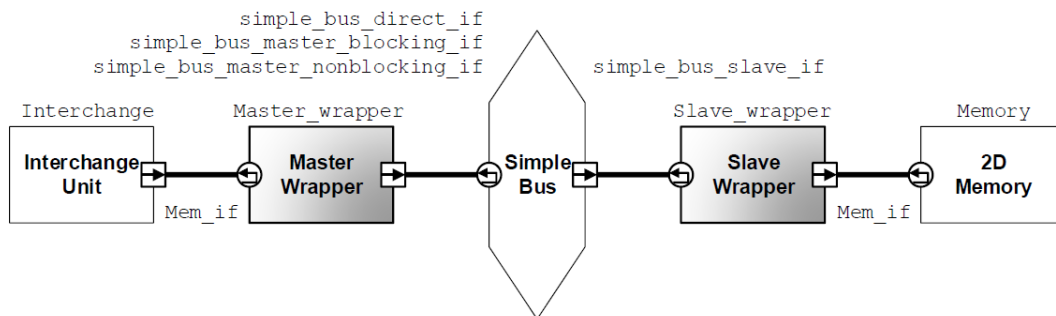 simple_bus_direct_if
simple_bus_master_blocking_if
simple_bus_master_nonblocking_if
simple_bus_slave_if
Interchange
Master_wrapper
Slave_wrapper
Memory
Interchange
Unit
Master
Wrapper
Simple
Bus
Slave
Wrapper
2D
Memory
Mem_if
Mem_if